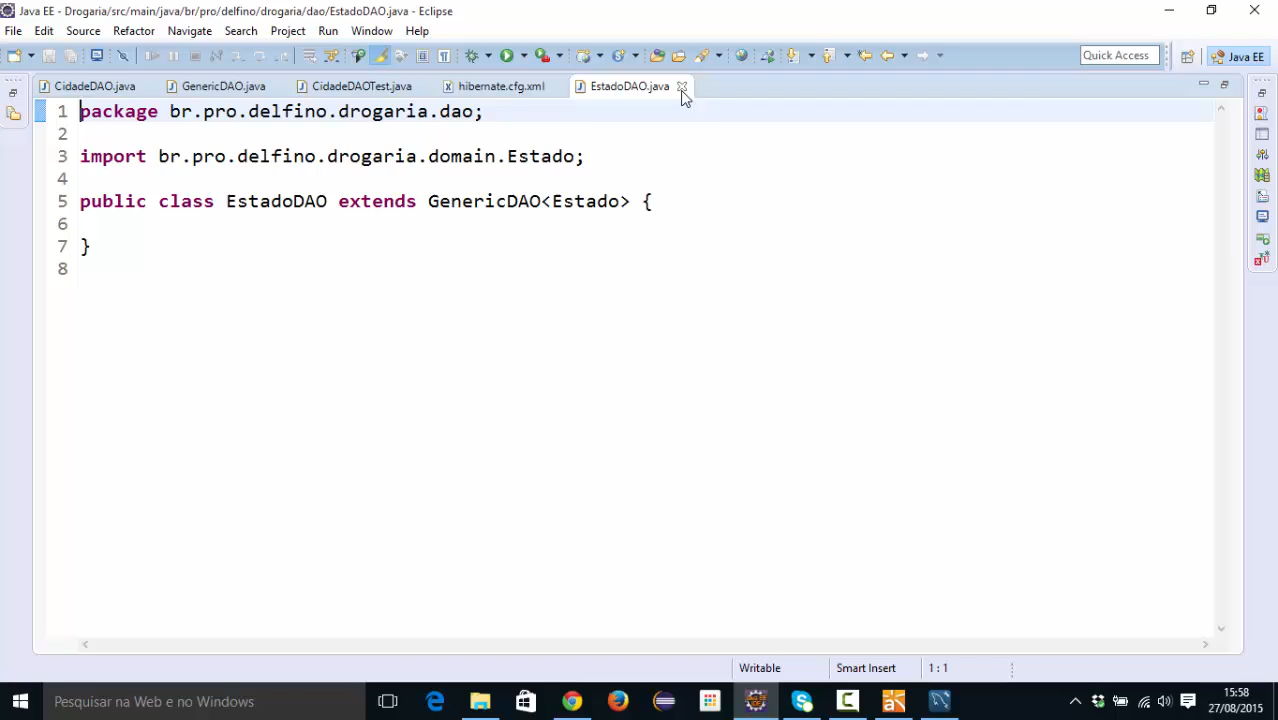 Java EE - Drogaria/src/main/java/br/pro/delfino/drogaria/dao/EstadoDAO.java - Eclipse
File Edit Source Refactor Navigate Search Project Run Window Help
Quick Access Java EE
CidadeDAO.java GenericDAO.java CidadeDAOTest.java hibernate.cfg.xml EstadoDAO.java
1 package br.pro.delfino.drogaria.dao;
2
3 import br.pro.delfino.drogaria.domain.Estado;
4
5 public class EstadoDAO extends GenericDAO<Estado> {
6
7 }
8
Writable Smart Insert 1 : 1
Pesquisar na Web e no Windows
15:58
27/08/2015